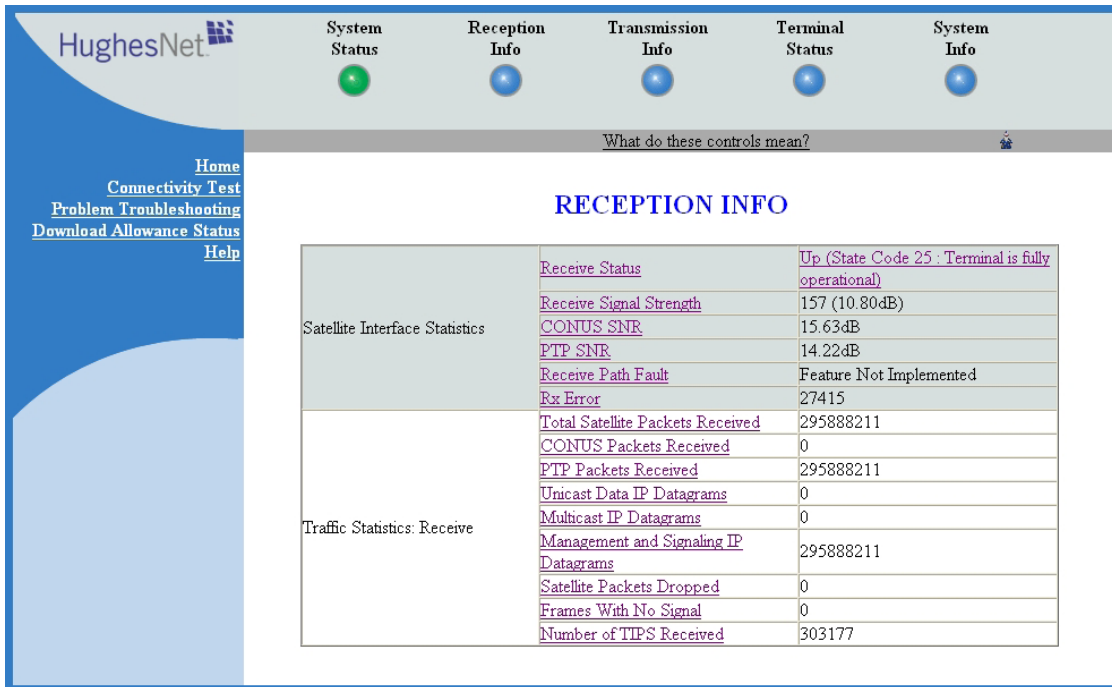 HughesNet.
System Status
Reception Info
Transmission Info
Terminal Status
System Info
What do these controls mean?
Home
Connectivity Test
Problem Troubleshooting
Download Allowance Status
Help
RECEPTION INFO
Satellite Interface Statistics
Receive Status
Up (State Code 25 : Terminal is fully operational)
Receive Signal Strength
157 (10.80dB)
CONUS SNR
15.63dB
PTP SNR
14.22dB
Receive Path Fault
Feature Not Implemented
Rx Error
27415
Traffic Statistics: Receive
Total Satellite Packets Received
295888211
CONUS Packets Received
0
PTP Packets Received
295888211
Unicast Data IP Datagrams
0
Multicast IP Datagrams
0
Management and Signaling IP Datagrams
295888211
Satellite Packets Dropped
0
Frames With No Signal
0
Number of TIPS Received
303177